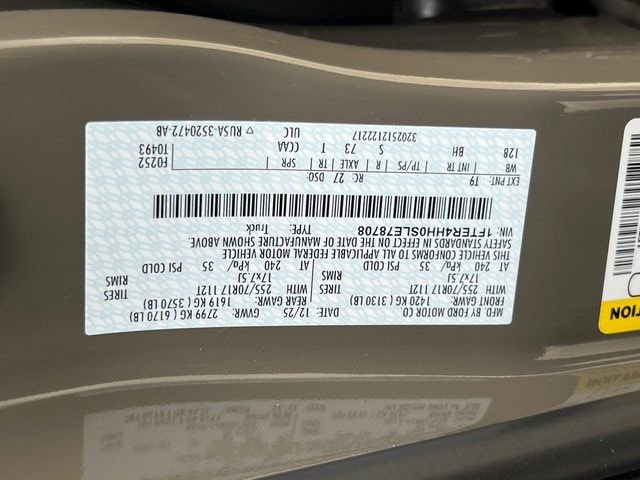 MFD. BY FORD MOTOR CO.
DATE: 12/25 GVWR: 2799 KG ( 6170 LB)
FRONT GAWR: 1420 KG ( 3130 LB) REAR GAWR: 1619 KG ( 3570 LB)
WITH 255/70R17 112T TIRES WITH 255/70R17 112T TIRES
17x7.5J RIMS 17x7.5J RIMS
AT 240 kPa/ 35 PSI COLD AT 240 kPa/ 35 PSI COLD
THIS VEHICLE CONFORMS TO ALL APPLICABLE FEDERAL MOTOR VEHICLE
SAFETY STANDARDS IN EFFECT ON THE DATE OF MANUFACTURE SHOWN ABOVE.
VIN: 1FTER4HH0SLE78708 Truck
EXT PNT: T9 RC: 27 DSO: F0252
WB INT TR TP/PS R AXLE TR SPR T0493
128 BH S 73 T CCAA
320251212217 ULC ▽ RU5A-3520472-AB